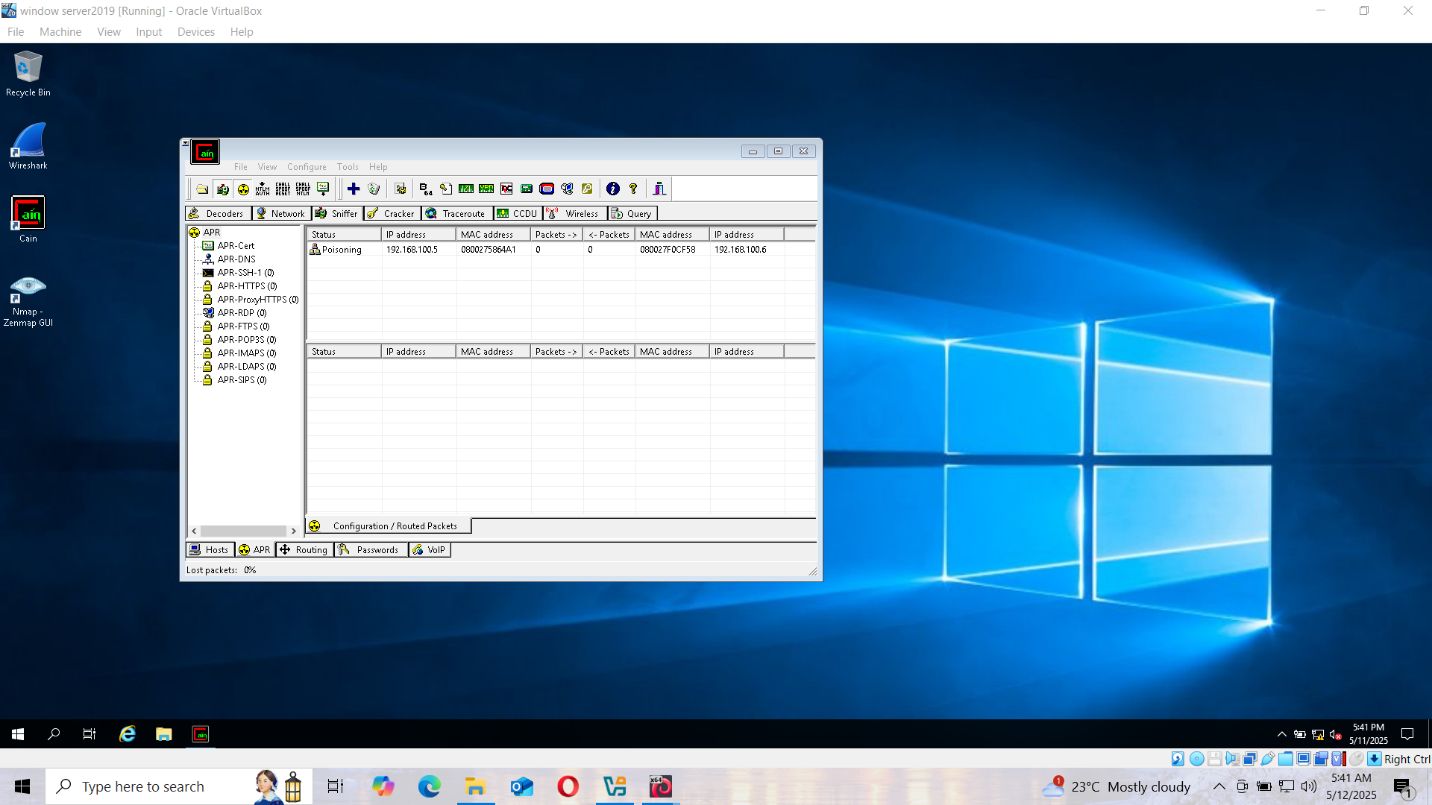 window server2019 [Running] - Oracle VirtualBox
File Machine View Input Devices Help
Recycle Bin
Wireshark
Cain
Nmap -
Zenmap GUI
Cain
File View Configure Tools Help
Decoders Network Sniffer Cracker Traceroute CCDU Wireless Query
APR
APR-Cert
APR-DNS
APR-SSH-1 (0)
APR-HTTPS (0)
APR-ProxyHTTPS (0)
APR-RDP (0)
APR-FTPS (0)
APR-POP3S (0)
APR-IMAPS (0)
APR-LDAPS (0)
APR-SIPS (0)
Status IP address MAC address Packets -> <- Packets MAC address IP address
Poisoning 192.168.100.5 0800275864A1 0 0 080027F0CF58 192.168.100.6
Status IP address MAC address Packets -> <- Packets MAC address IP address
Configuration / Routed Packets
Hosts APR Routing Passwords VoIP
Lost packets: 0%
5:41 PM
5/11/2025
Right Ctrl
Type here to search
1
23°C Mostly cloudy
5:41 AM
5/12/2025
1